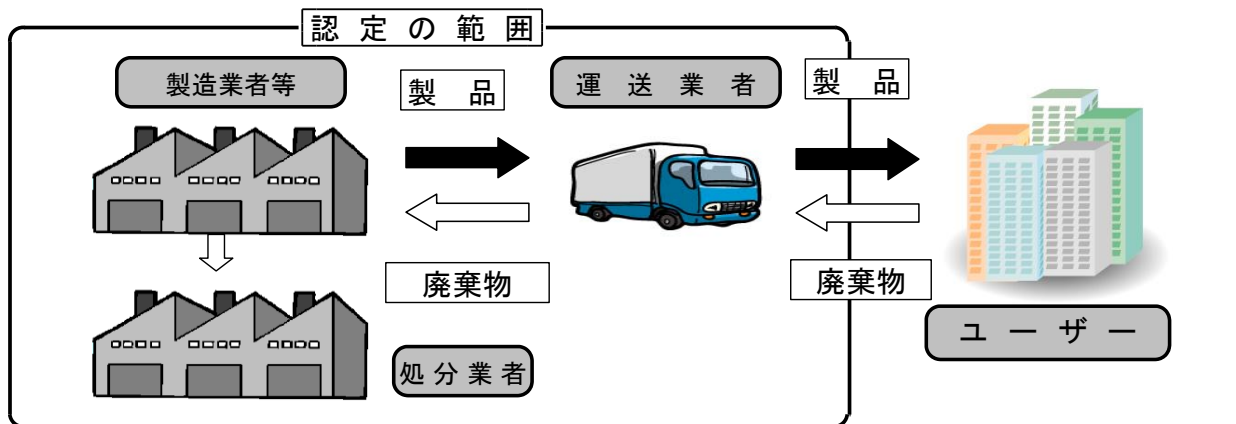 認定の範囲
製造業者等
製品
運送業者
製品
廃棄物
廃棄物
ユーザー
処分業者